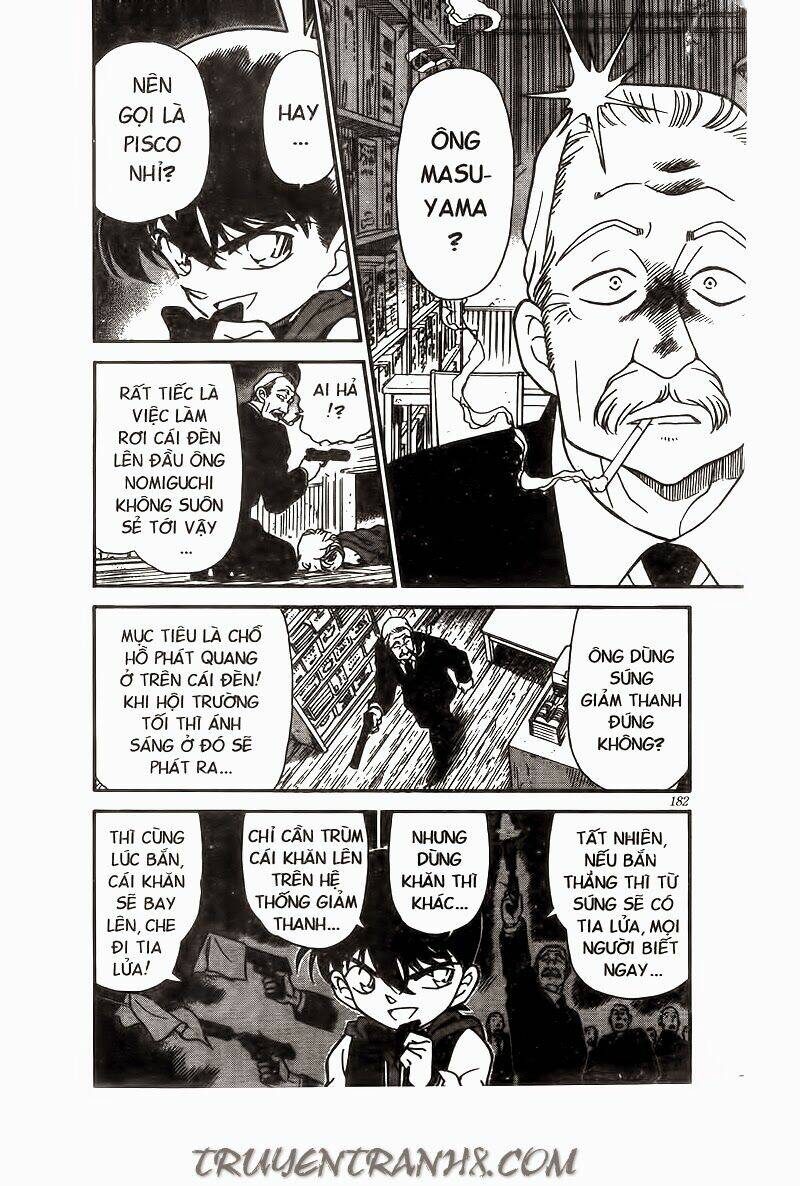 ÔNG
MASU-
YAMA
?
HAY
...
NÊN
GỌI LÀ
PISCO
NHỈ?
AI HẢ
!?
RẤT TIẾC LÀ
VIỆC LÀM
RƠI CÁI ĐÈN
LÊN ĐẦU ÔNG
NOMIGUCHI
KHÔNG SUÔN
SẺ TỚI VẬY
...
ÔNG DÙNG
SÚNG
GIẢM THANH
ĐÚNG
KHÔNG?
MỤC TIÊU LÀ CHỖ
HỒ PHÁT QUANG
Ở TRÊN CÁI ĐÈN!
KHI HỘI TRƯỜNG
TỐI THÌ ÁNH
SÁNG Ở ĐÓ SẼ
PHÁT RA...
182
TẤT NHIÊN,
NẾU BẮN
THẲNG THÌ TỪ
SÚNG SẼ CÓ
TIA LỬA, MỌI
NGƯỜI BIẾT
NGAY...
NHƯNG
DÙNG
KHĂN THÌ
KHÁC...
CHỈ CẦN TRÙM
CÁI KHĂN LÊN
TRÊN HỆ
THỐNG GIẢM
THANH...
THÌ CÙNG
LÚC BẮN,
CÁI KHĂN
SẼ BAY
LÊN, CHE
ĐI TIA
LỬA!
TRUYENTRANH8.COM